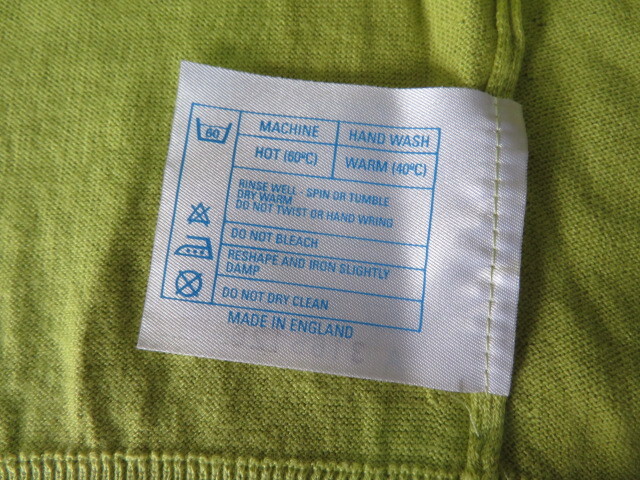 60
MACHINE HAND WASH
HOT (60ºC) WARM (40ºC)
RINSE WELL - SPIN OR TUMBLE
DRY WARM
DO NOT TWIST OR HAND WRING
DO NOT BLEACH
RESHAPE AND IRON SLIGHTLY
DAMP
DO NOT DRY CLEAN
MADE IN ENGLAND